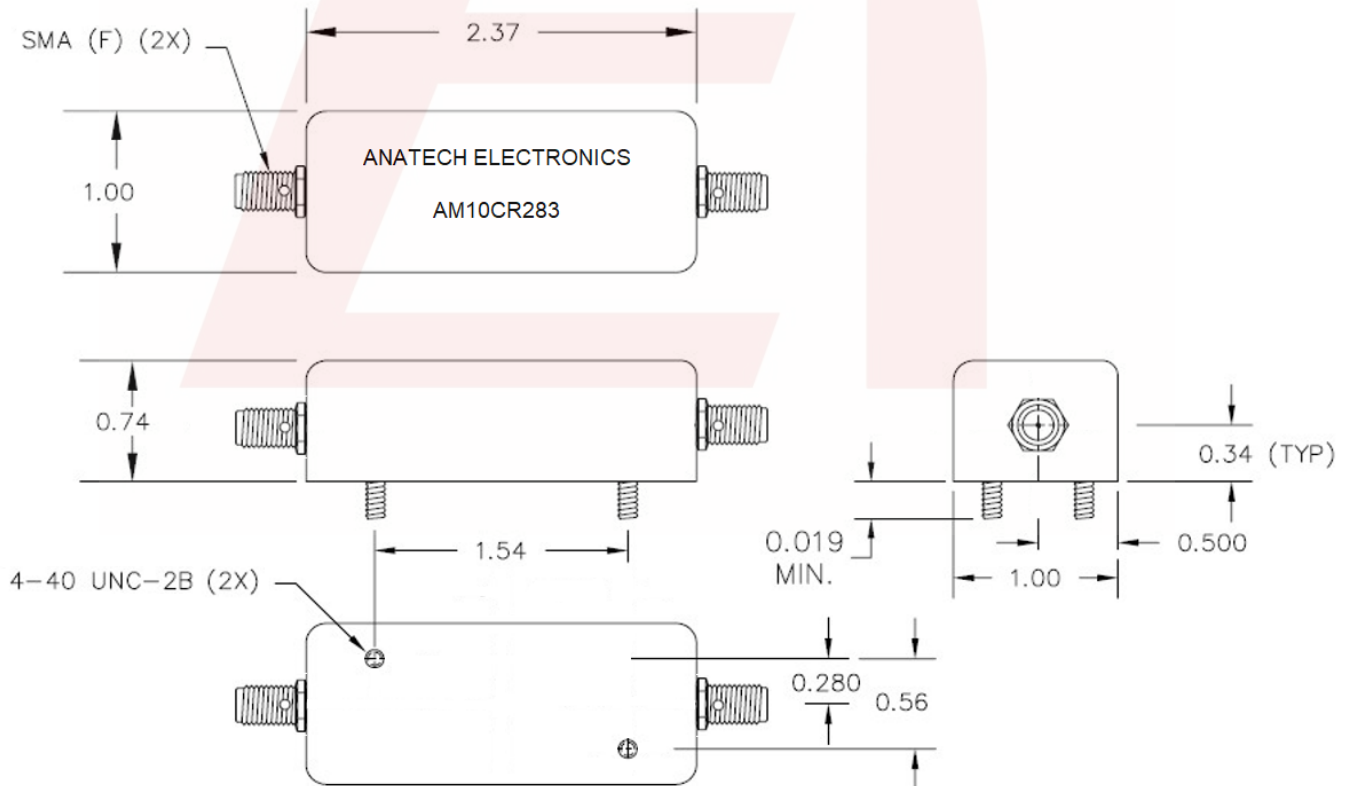 SMA (F) (2X)
2.37
1.00
ANATECH ELECTRONICS
AM10CR283
0.74
0.34 (TYP)
0.019
MIN.
0.500
1.00
1.54
4-40 UNC-2B (2X)
0.280
0.56